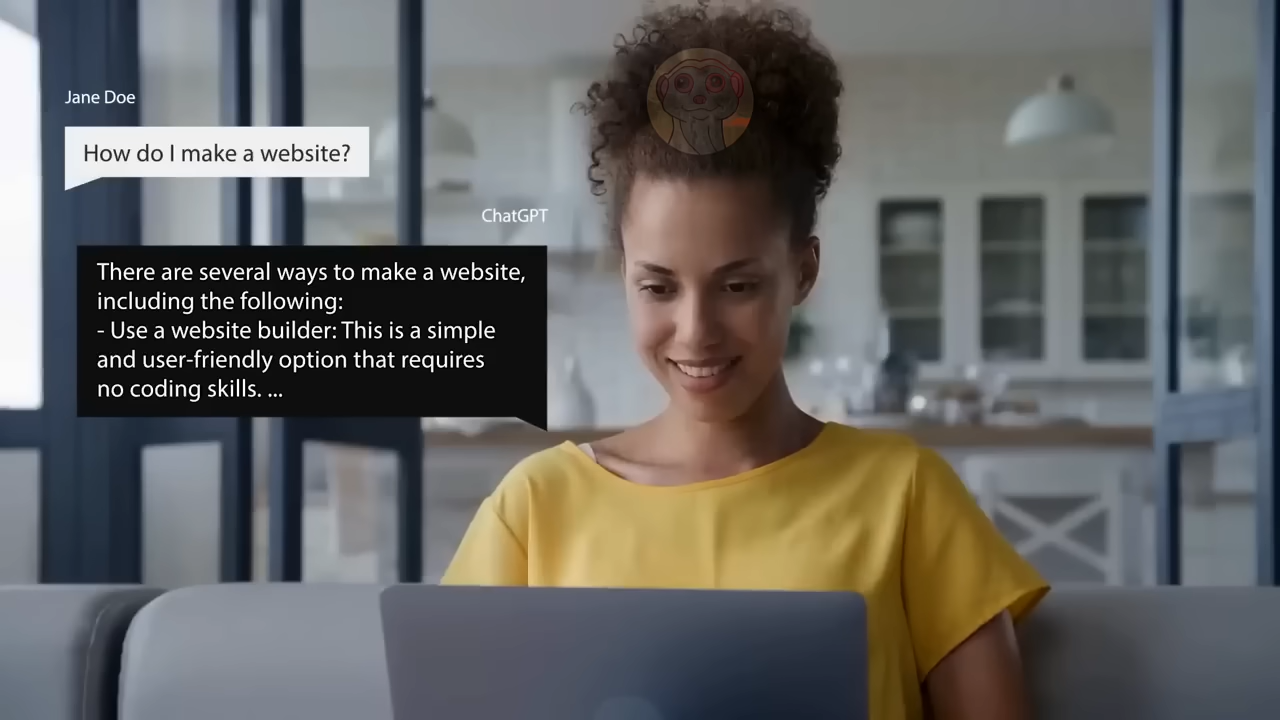 Jane Doe
How do I make a website?
ChatGPT
There are several ways to make a website,
including the following:
- Use a website builder: This is a simple
and user-friendly option that requires
no coding skills. ...